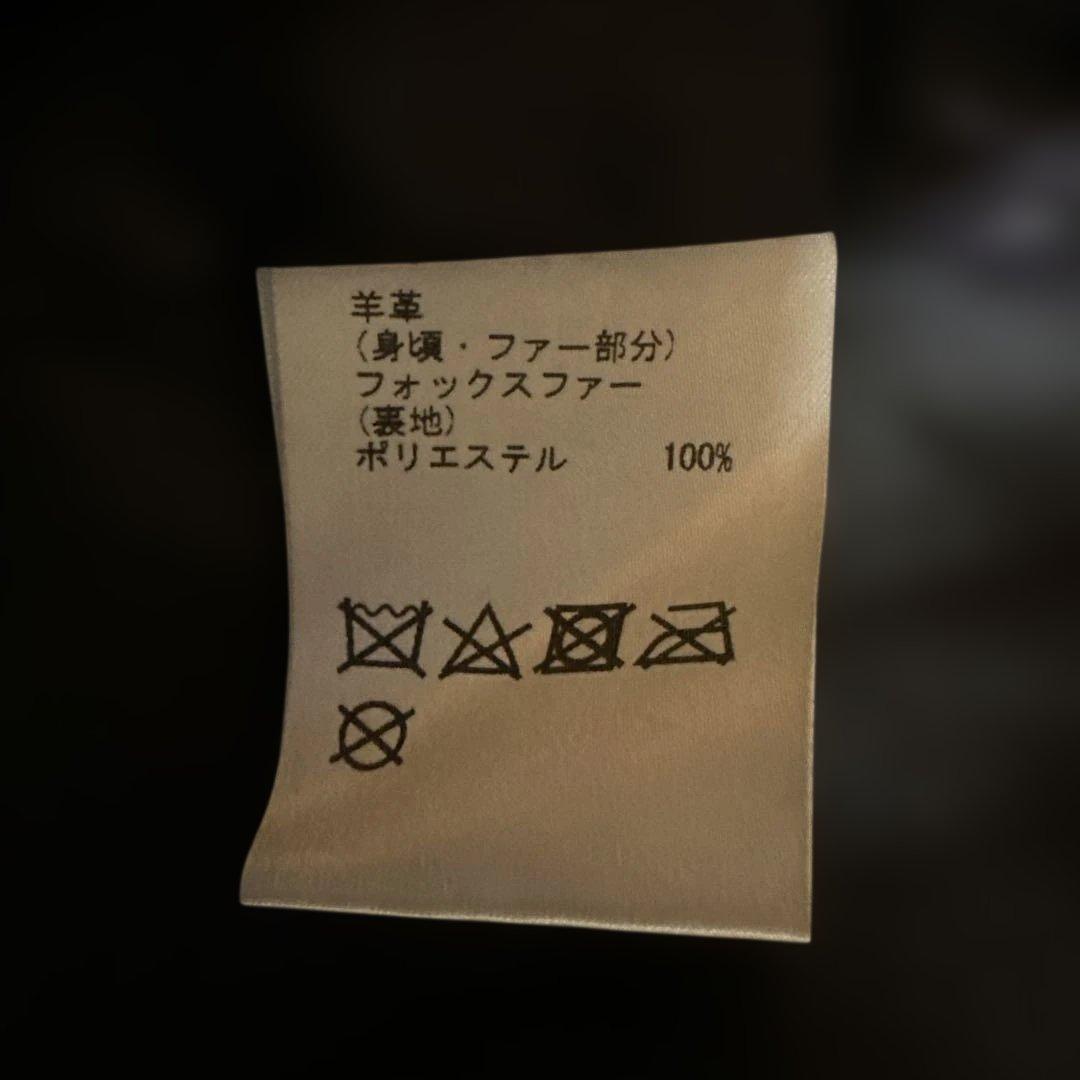 羊革
(身頃・ファー部分)
フォックスファー
(裏地)
ポリエステル 100%